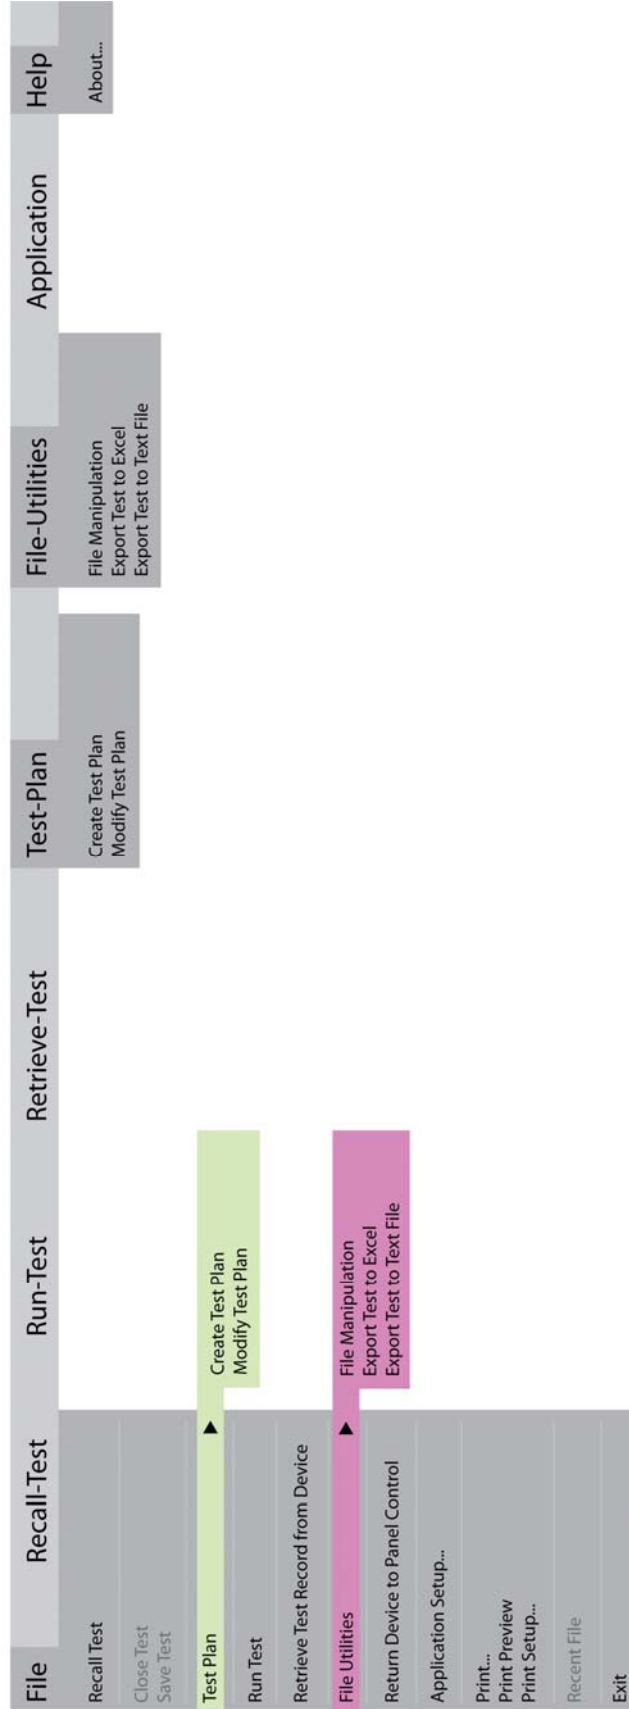 File Recall-Test Run-Test Retrieve-Test Test-Plan File-Utilities Application Help
Recall Test
Close Test
Save Test
Test Plan
Create Test Plan
Modify Test Plan
Run Test
Retrieve Test Record from Device
File Utilities
File Manipulation
Export Test to Excel
Export Test to Text File
Return Device to Panel Control
Application Setup...
Print...
Print Preview
Print Setup...
Recent File
Exit
Create Test Plan
Modify Test Plan
File Manipulation
Export Test to Excel
Export Test to Text File
About...